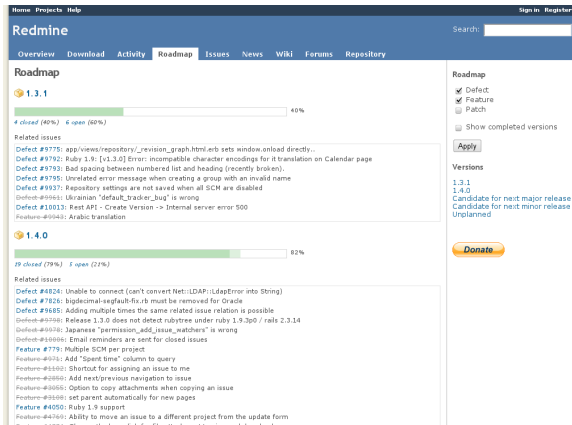 Home Projects Help
Sign in Register
Redmine
Search:
Overview Download Activity Roadmap Issues News Wiki Forums Repository
Roadmap
1.3.1
40%
4 closed (40%) 6 open (60%)
Related issues
Defect #9775: app/views/repository/_revision_graph.html.erb sets window.onload directly..
Defect #9792: Ruby 1.9: [v1.3.0] Error: incompatible character encodings for it translation on Calendar page
Defect #9793: Bad spacing between numbered list and heading (recently broken).
Defect #9795: Unrelated error message when creating a group with an invalid name
Defect #9937: Repository settings are not saved when all SCM are disabled
Defect #9961: Ukrainian "default_tracker_bug" is wrong
Defect #10013: Rest API - Create Version -> Internal server error 500
Feature #9943: Arabic translation
1.4.0
82%
19 closed (79%) 5 open (21%)
Related issues
Defect #4824: Unable to connect (can't convert Net::LDAP::LdapError into String)
Defect #7826: bigdecimal-segfault-fix.rb must be removed for Oracle
Defect #9685: Adding multiple times the same related issue relation is possible
Defect #9798: Release 1.3.0 does not detect rubytree under ruby 1.9.3p0 / rails 2.3.14
Defect #9978: Japanese "permission_add_issue_watchers" is wrong
Defect #10006: Email reminders are sent for closed issues
Feature #779: Multiple SCM per project
Feature #971: Add "Spent time" column to query
Feature #1102: Shortcut for assigning an issue to me
Feature #2850: Add next/previous navigation to issue
Feature #3055: Option to copy attachments when copying an issue
Feature #3108: set parent automatically for new pages
Feature #4050: Ruby 1.9 support
Feature #4769: Ability to move an issue to a different project from the update form
Roadmap
Defect
Feature
Patch
Show completed versions
Apply
Versions
1.3.1
1.4.0
Candidate for next major release
Candidate for next minor release
Unplanned
Donate